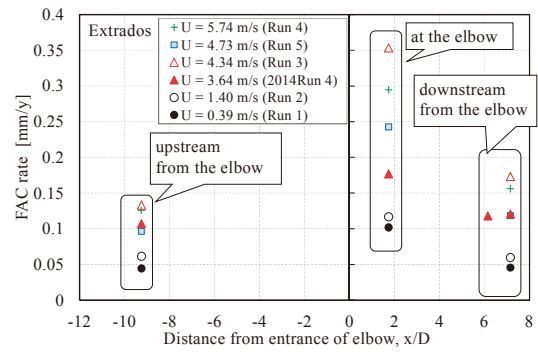 Extrados
U = 5.74 m/s (Run 4)
U = 4.73 m/s (Run 5)
U = 4.34 m/s (Run 3)
U = 3.64 m/s (2014Run 4)
U = 1.40 m/s (Run 2)
U = 0.39 m/s (Run 1)
at the elbow
downstream
from the elbow
upstream
from the elbow
FAC rate [mm/y]
0.4
0.35
0.3
0.25
0.2
0.15
0.1
0.05
0
-12 -10 -8 -6 -4 -2 0 2 4 6 8
Distance from entrance of elbow, x/D